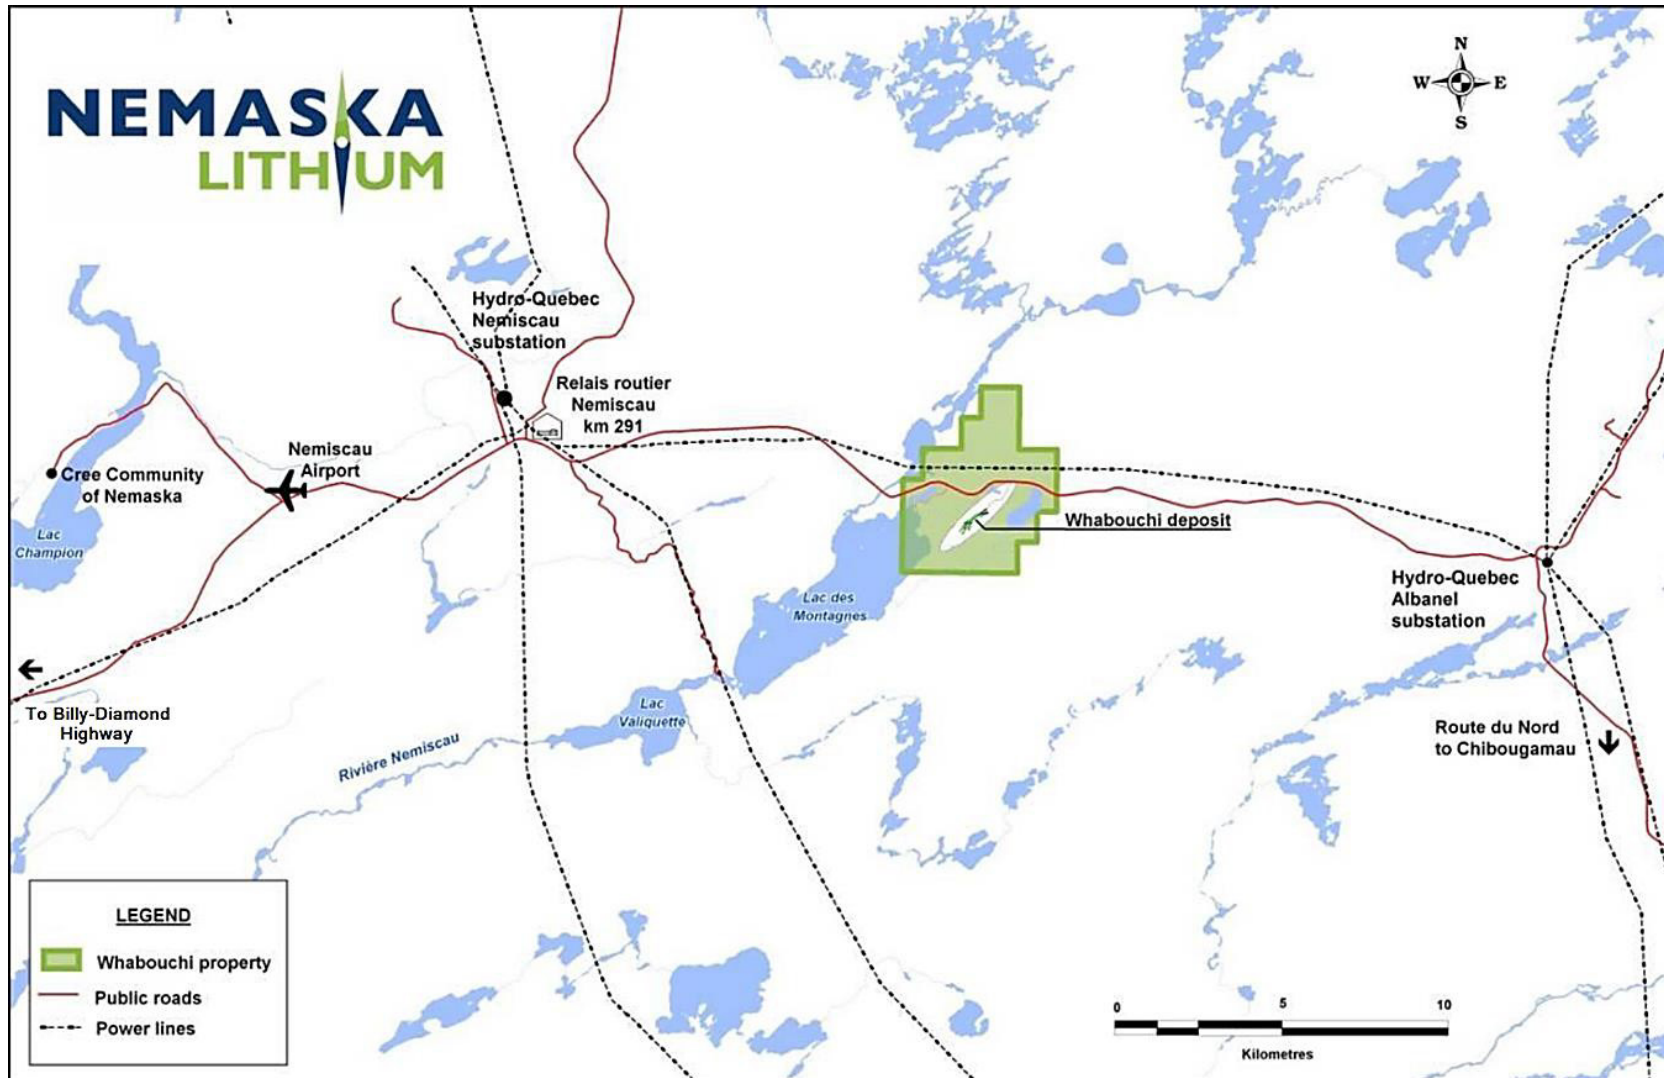 NEMASKA
LITHIUM
N
W E
S
Hydro-Quebec
Nemiscau
substation
Relais routier
Nemiscau
km 291
Nemiscau
Airport
Cree Community
of Nemaska
Lac
Champion
Whabouchi deposit
Hydro-Quebec
Albanel
substation
Lac des
Montagnes
Lac
Valiquette
Rivière Nemiscau
To Billy-Diamond
Highway
Route du Nord
to Chibougamau
LEGEND
Whabouchi property
Public roads
Power lines
0 5 10
Kilometres